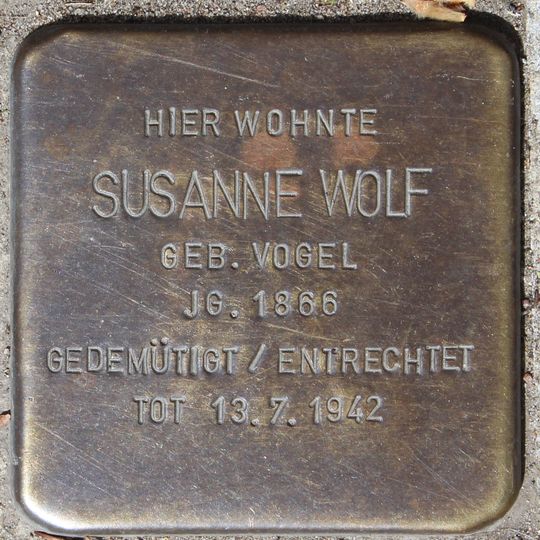 HIER WOHNTE
SUSANNE WOLF
GEB. VOGEL
JG. 1866
GEDEMÜTIGT / ENTRECHTET
TOT 13.7.1942